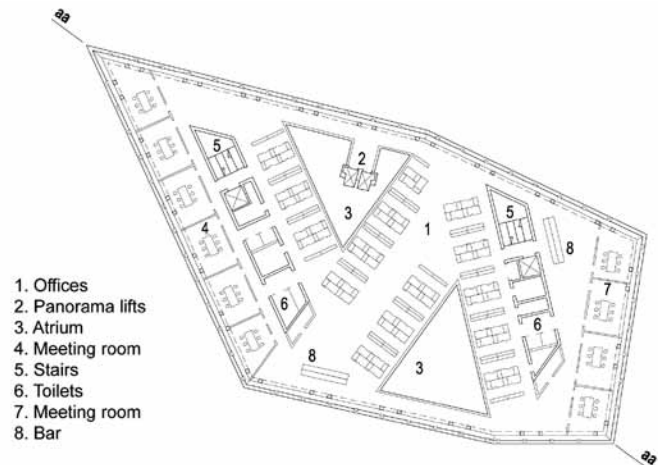 aa
5
2
3
4
1
5
8
7
6
6
8
3
1. Offices
2. Panorama lifts
3. Atrium
4. Meeting room
5. Stairs
6. Toilets
7. Meeting room
8. Bar
aa